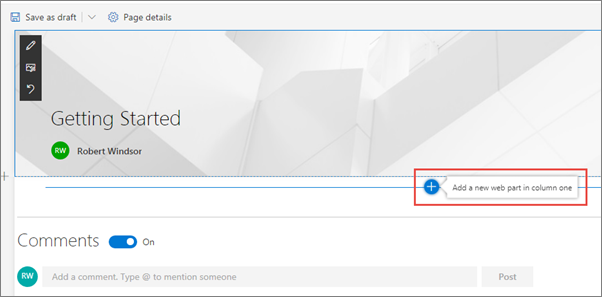 Save as draft Page details
Getting Started
RW Robert Windsor
Add a new web part in column one
Comments On
RW Add a comment. Type @ to mention someone Post